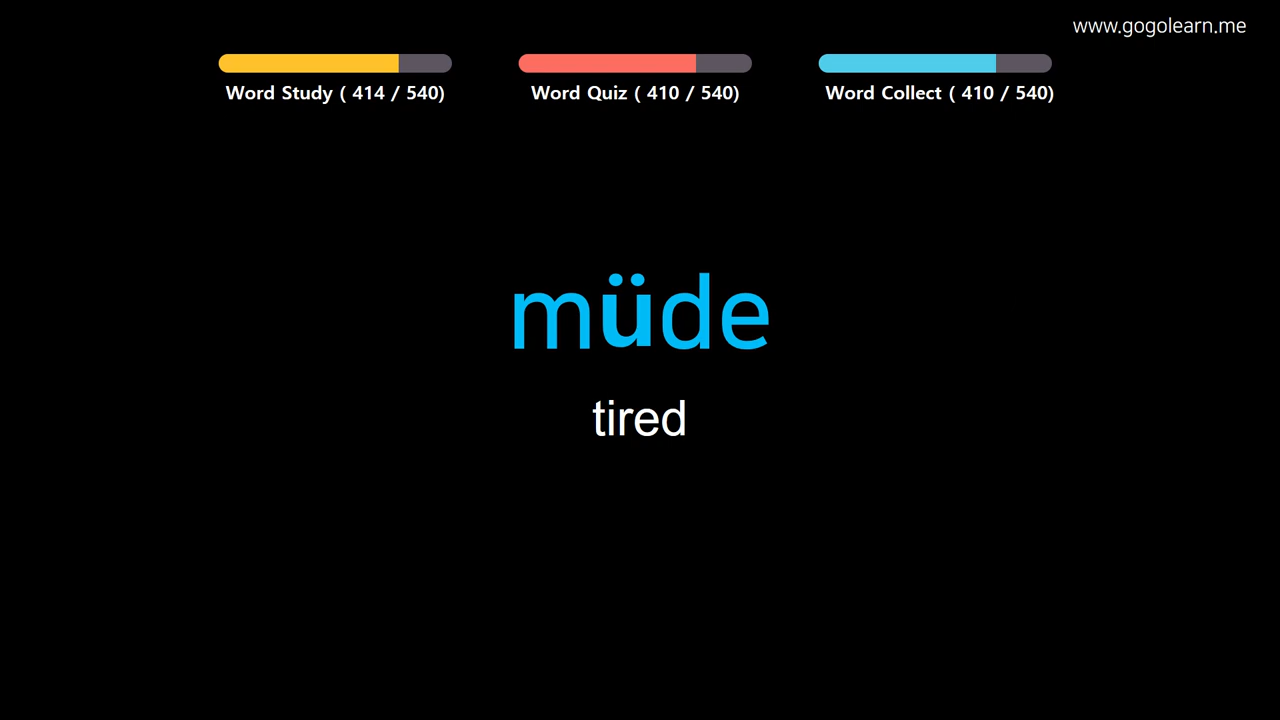 www.gogolearn.me
Word Study ( 414 / 540)
Word Quiz ( 410 / 540)
Word Collect ( 410 / 540)
müde
tired